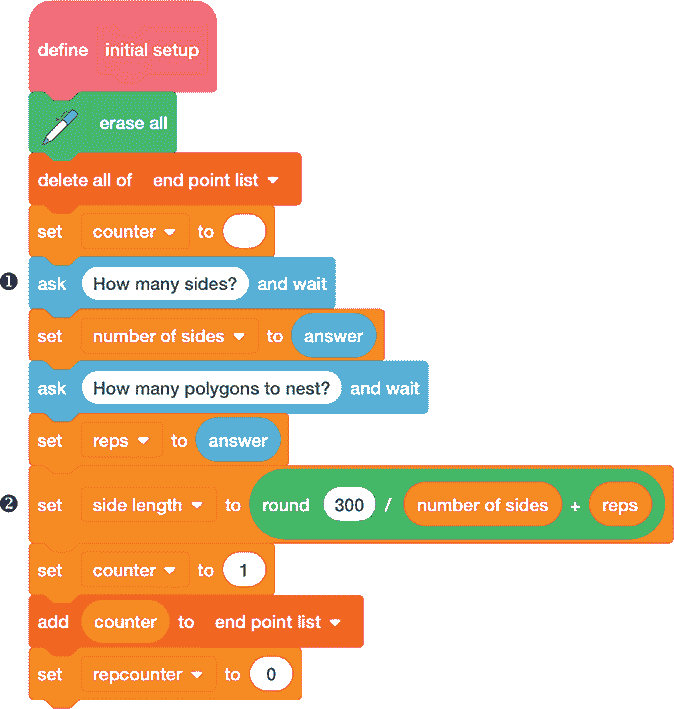 define initial setup
erase all
delete all of end point list
set counter to
❶ ask How many sides? and wait
set number of sides to answer
ask How many polygons to nest? and wait
set reps to answer
❷ set side length to round 300 / number of sides + reps
set counter to 1
add counter to end point list
set repcounter to 0